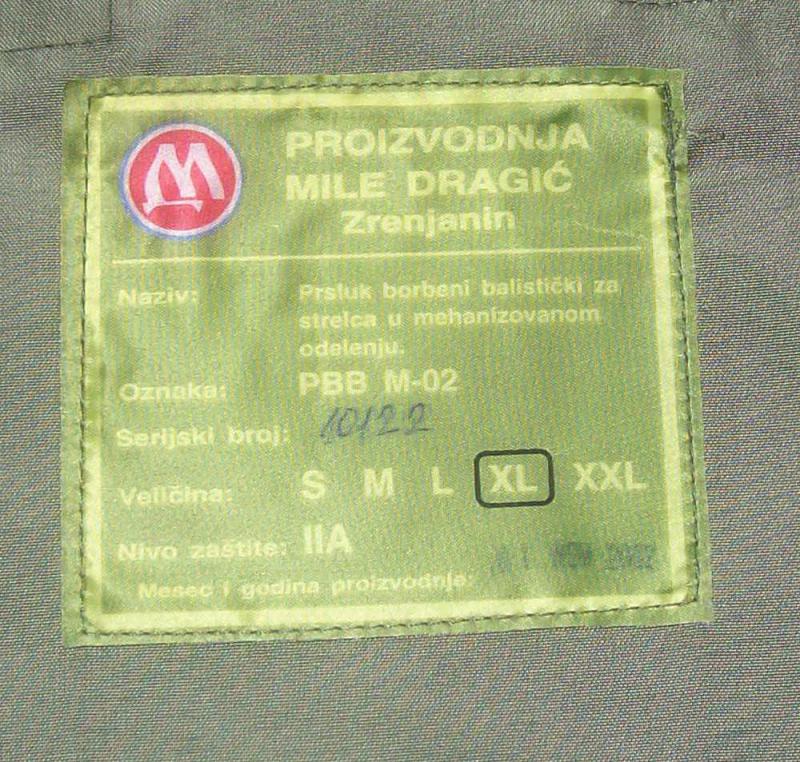 PROIZVODNJA
MILE DRAGIĆ
Zrenjanin
Naziv: Prsluk borbeni balistički za
strelca u mehanizovanom
odelenju.
Oznaka: PBB M-02
Serijski broj: 10122
Veličina: S M L XL XXL
Nivo zaštite: IIA
Mesec i godina proizvodnje: